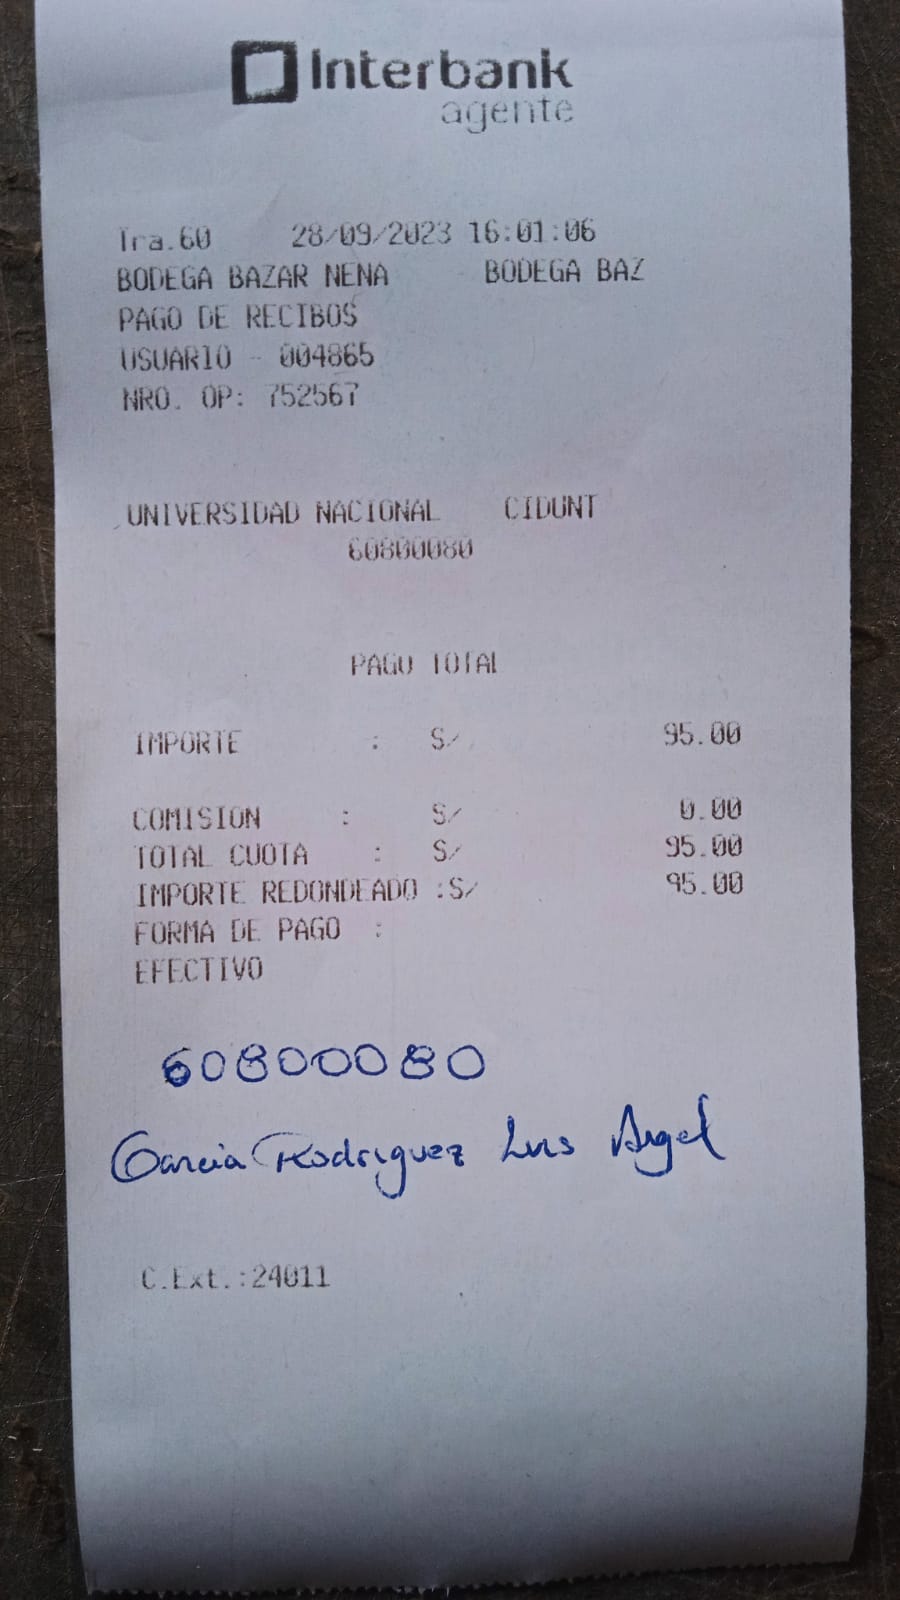 Interbank
agente
Tra.60 28/09/2023 16:01:06
BODEGA BAZAR NENA BODEGA BAZ
PAGO DE RECIBOS
USUARIO - 004865
NRO. OP: 752567
UNIVERSIDAD NACIONAL CIDUNT
60800080
PAGO TOTAL
IMPORTE : S/ 95.00
COMISION : S/ 0.00
TOTAL CUOTA : S/ 95.00
IMPORTE REDONDEADO :S/ 95.00
FORMA DE PAGO :
EFECTIVO
60800080
Garcia Rodriguez Luis Angel
C.Ext.:24011